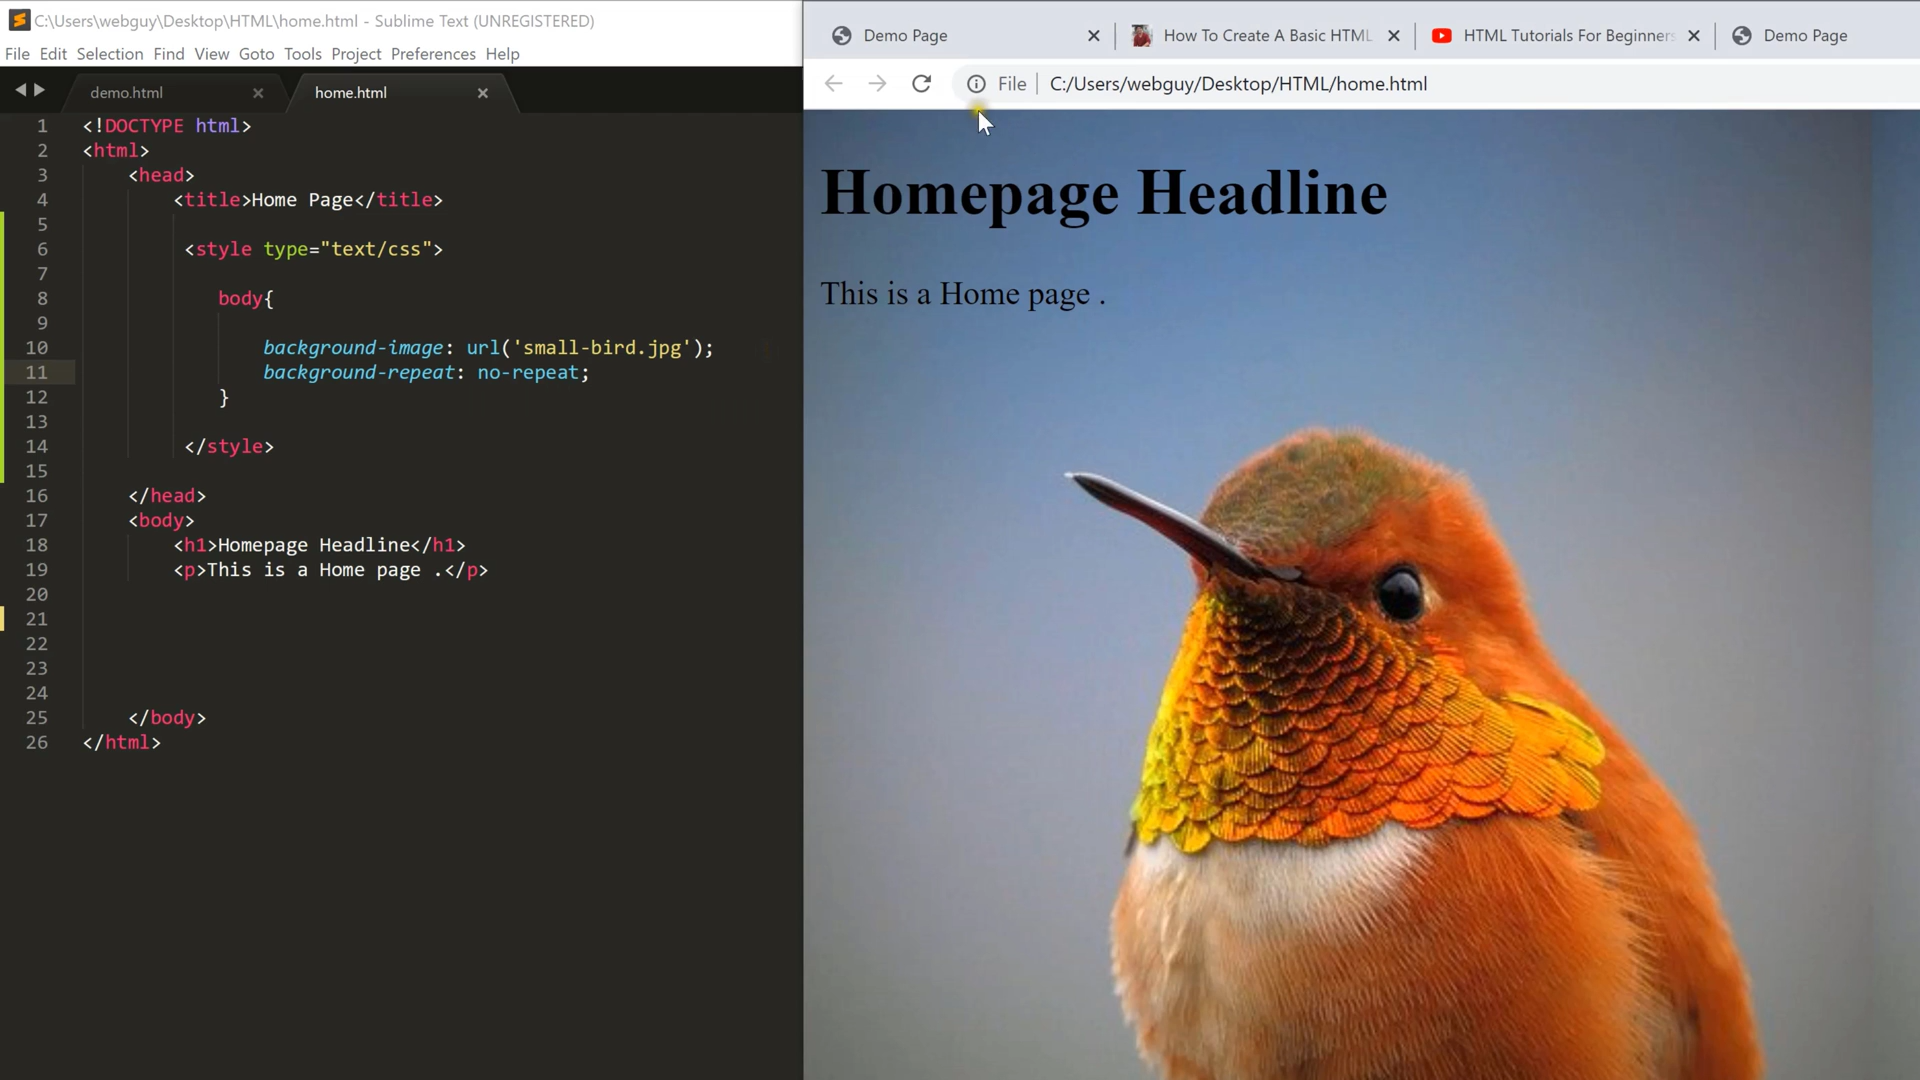 C:\Users\webguy\Desktop\HTML\home.html - Sublime Text (UNREGISTERED)
File Edit Selection Find View Goto Tools Project Preferences Help
demo.html
home.html
1 <!DOCTYPE html>
2 <html>
3 <head>
4 <title>Home Page</title>
5
6 <style type="text/css">
7
8 body{
9
10 background-image: url('small-bird.jpg');
11 background-repeat: no-repeat;
12 }
13
14 </style>
15
16 </head>
17 <body>
18 <h1>Homepage Headline</h1>
19 <p>This is a Home page .</p>
20
21
22
23
24
25 </body>
26 </html>
Demo Page
How To Create A Basic HTML
HTML Tutorials For Beginners
Demo Page
File
C:/Users/webguy/Desktop/HTML/home.html
Homepage Headline
This is a Home page .